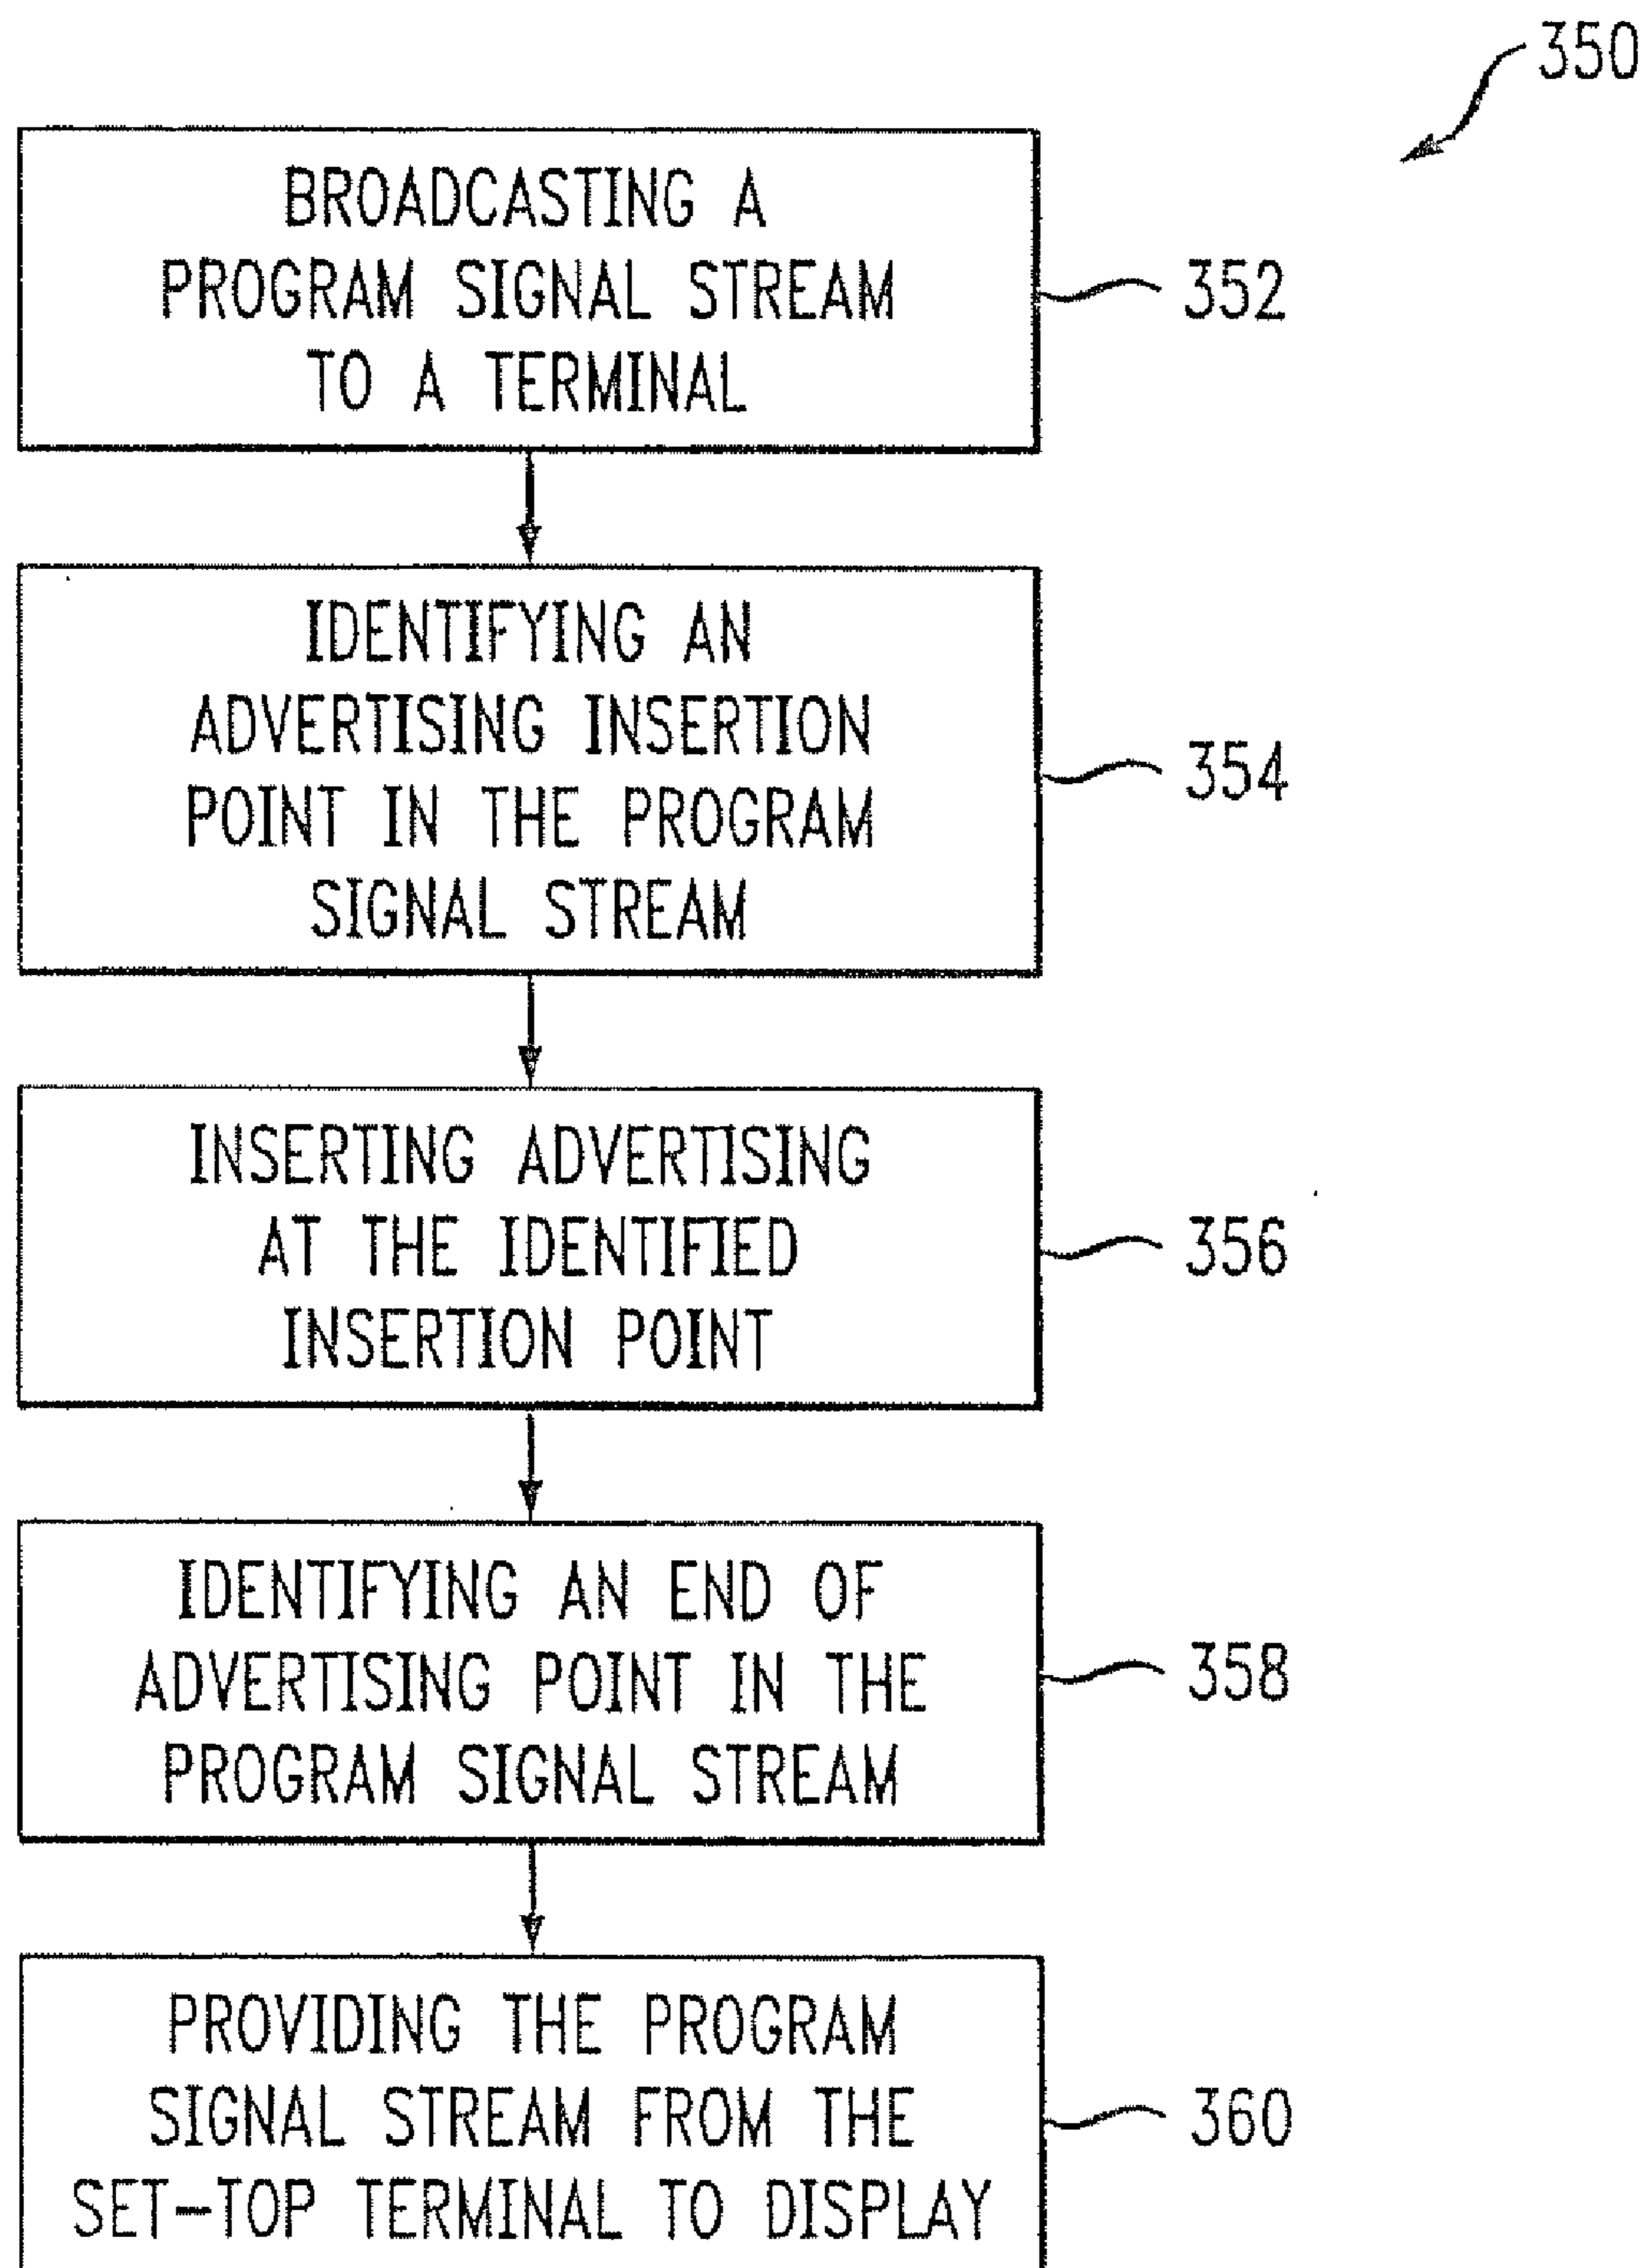 350
BROADCASTING A
PROGRAM SIGNAL STREAM
TO A TERMINAL
352
IDENTIFYING AN
ADVERTISING INSERTION
POINT IN THE PROGRAM
SIGNAL STREAM
354
INSERTING ADVERTISING
AT THE IDENTIFIED
INSERTION POINT
356
IDENTIFYING AN END OF
ADVERTISING POINT IN THE
PROGRAM SIGNAL STREAM
358
PROVIDING THE PROGRAM
SIGNAL STREAM FROM THE
SET-TOP TERMINAL TO DISPLAY
360